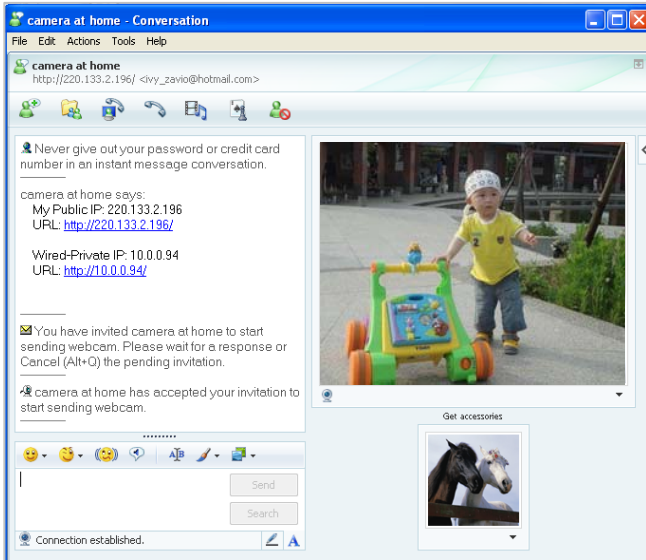 camera at home - Conversation
File Edit Actions Tools Help
camera at home
http://220.133.2.196/ <ivy_zavio@hotmail.com>
Never give out your password or credit card
number in an instant message conversation.
camera at home says:
My Public IP: 220.133.2.196
URL: http://220.133.2.196/
Wired-Private IP: 10.0.0.94
URL: http://10.0.0.94/
You have invited camera at home to start
sending webcam. Please wait for a response or
Cancel (Alt+Q) the pending invitation.
camera at home has accepted your invitation to
start sending webcam.
Get accessories
Send
Search
Connection established.